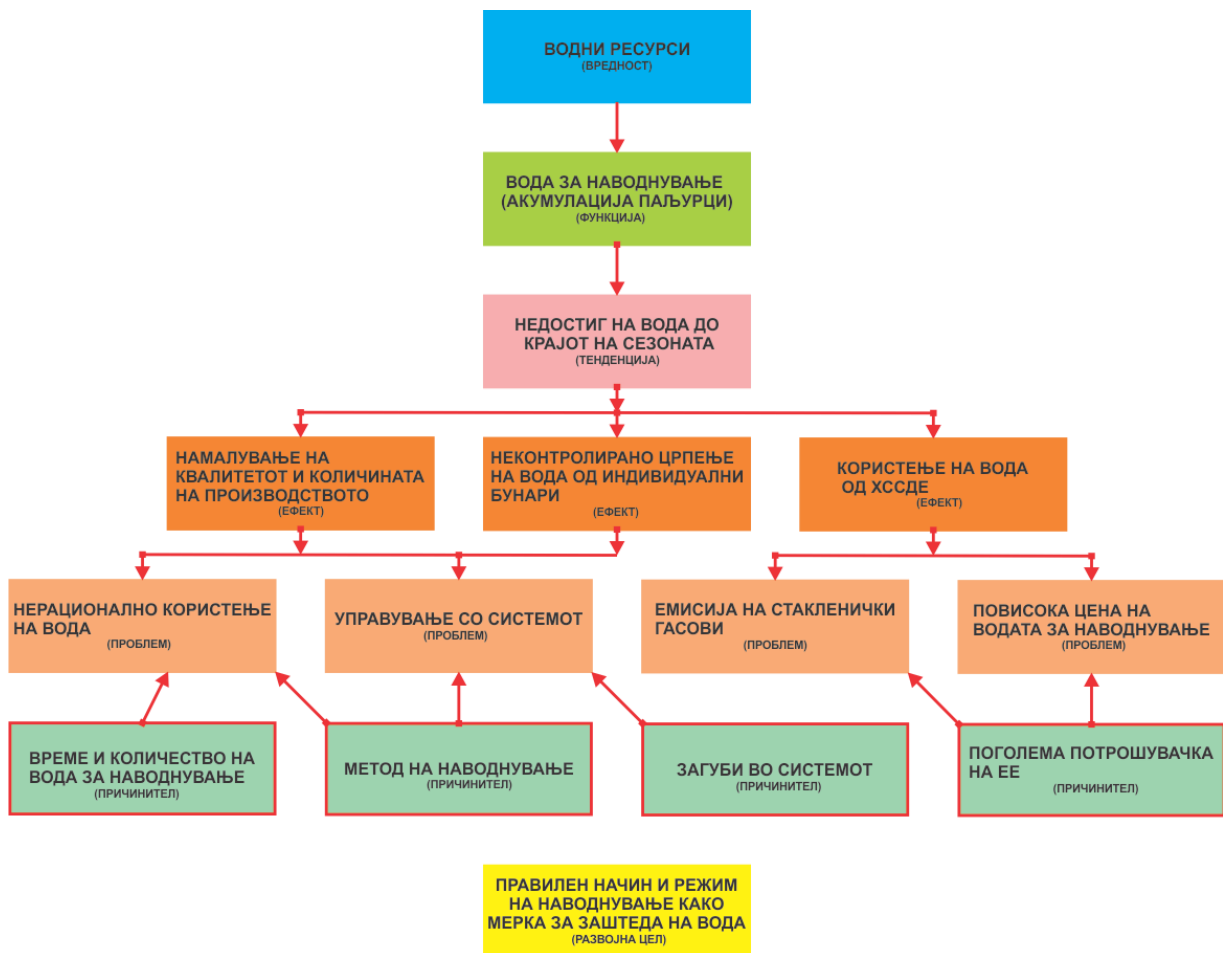 ВОДНИ РЕСУРСИ
(ВРЕДНОСТ)
ВОДА ЗА НАВОДНУВАЊЕ
(АКУМУЛАЦИЈА ПАЉУРЦИ)
(ФУНКЦИЈА)
НЕДОСТИГ НА ВОДА ДО
КРАЈОТ НА СЕЗОНАТА
(ТЕНДЕНЦИЈА)
НАМАЛУВАЊЕ НА
КВАЛИТЕТОТ И КОЛИЧИНАТА
НА ПРОИЗВОДСТВОТО
(ЕФЕКТ)
НЕКОНТРОЛИРАНО ЦРПЕЊЕ
НА ВОДА ОД ИНДИВИДУАЛНИ
БУНАРИ
(ЕФЕКТ)
КОРИСТЕЊЕ НА ВОДА
ОД ХССДЕ
(ЕФЕКТ)
НЕРАЦИОНАЛНО КОРИСТЕЊЕ
НА ВОДА
(ПРОБЛЕМ)
УПРАВУВАЊЕ СО СИСТЕМОТ
(ПРОБЛЕМ)
ЕМИСИЈА НА СТАКЛЕНИЧКИ
ГАСОВИ
(ПРОБЛЕМ)
ПОВИСОКА ЦЕНА НА
ВОДАТА ЗА НАВОДНУВАЊЕ
(ПРОБЛЕМ)
ВРЕМЕ И КОЛИЧЕСТВО НА
ВОДА ЗА НАВОДНУВАЊЕ
(ПРИЧИНИТЕЛ)
МЕТОД НА НАВОДНУВАЊЕ
(ПРИЧИНИТЕЛ)
ЗАГУБИ ВО СИСТЕМОТ
(ПРИЧИНИТЕЛ)
ПОГОЛЕМА ПОТРОШУВАЧКА
НА ЕЕ
(ПРИЧИНИТЕЛ)
ПРАВИЛЕН НАЧИН И РЕЖИМ
НА НАВОДНУВАЊЕ КАКО
МЕРКА ЗА ЗАШТЕДА НА ВОДА
(РАЗВОЈНА ЦЕЛ)